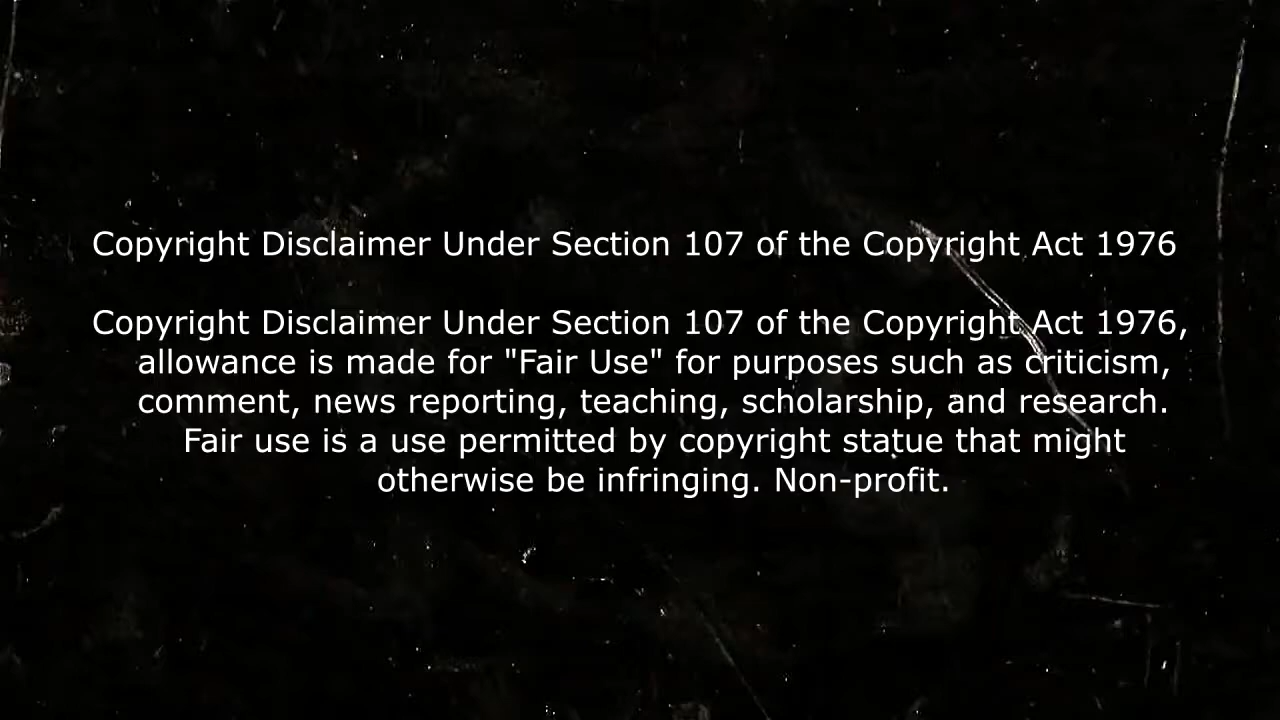 Copyright Disclaimer Under Section 107 of the Copyright Act 1976
Copyright Disclaimer Under Section 107 of the Copyright Act 1976,
allowance is made for "Fair Use" for purposes such as criticism,
comment, news reporting, teaching, scholarship, and research.
Fair use is a use permitted by copyright statue that might
otherwise be infringing. Non-profit.